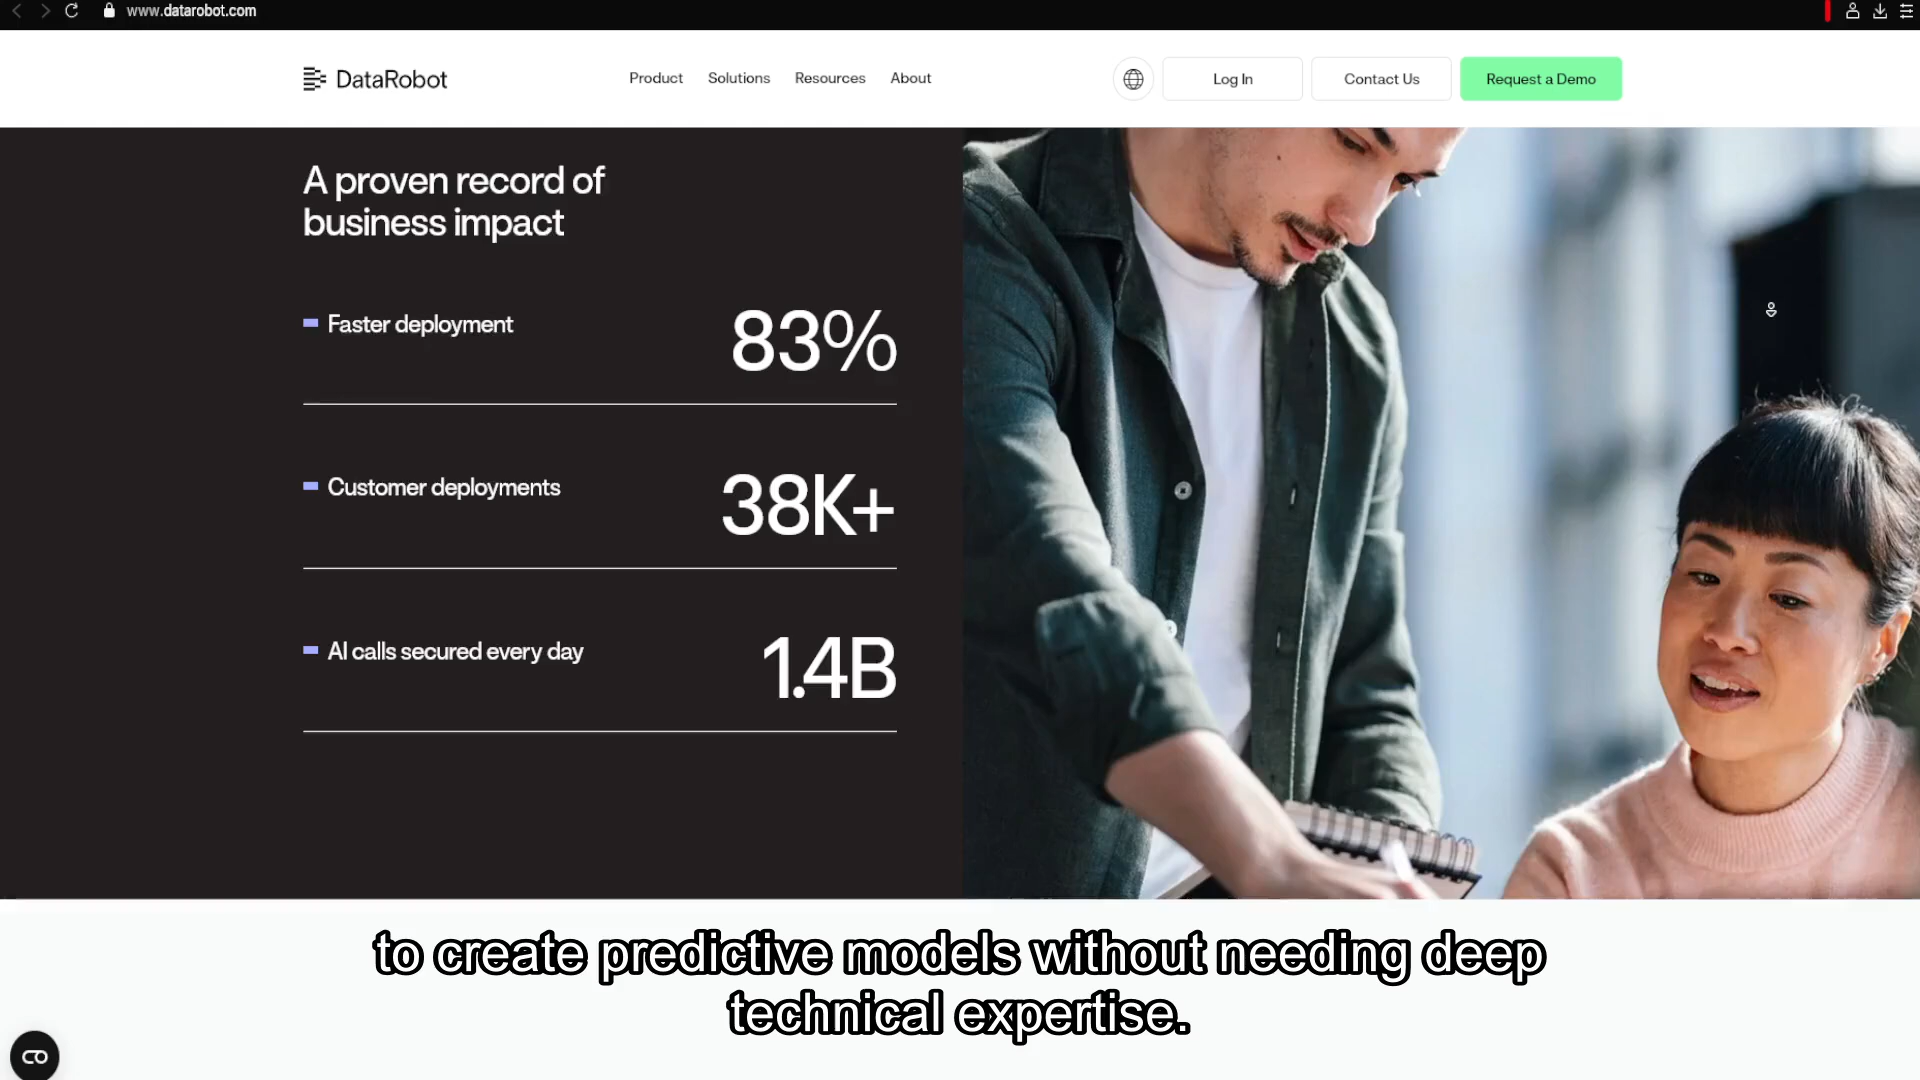 www.datarobot.com
DataRobot
Product Solutions Resources About
Log In
Contact Us
Request a Demo
A proven record of
business impact
Faster deployment
83%
Customer deployments
38K+
AI calls secured every day
1.4B
to create predictive models without needing deep
technical expertise.